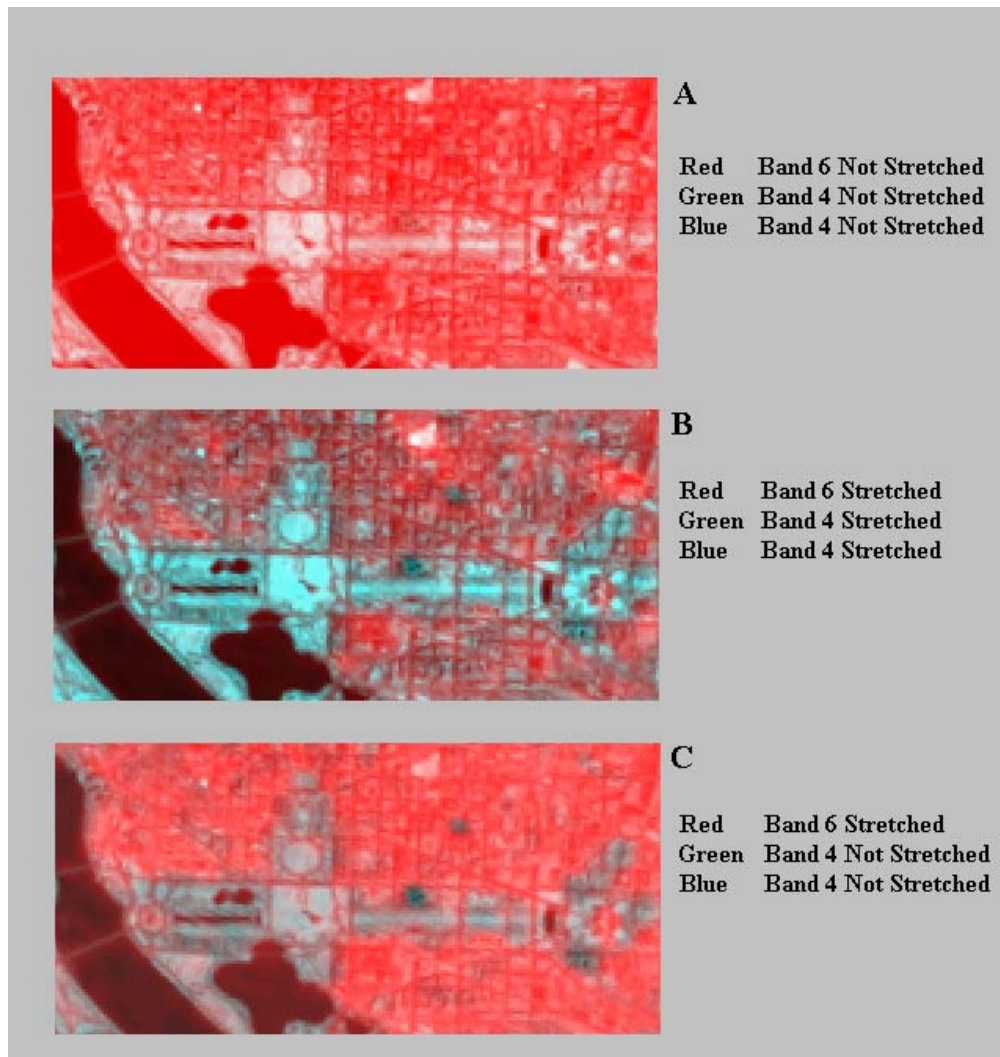 A
Red Band 6 Not Stretched
Green Band 4 Not Stretched
Blue Band 4 Not Stretched
B
Red Band 6 Stretched
Green Band 4 Stretched
Blue Band 4 Stretched
C
Red Band 6 Stretched
Green Band 4 Not Stretched
Blue Band 4 Not Stretched